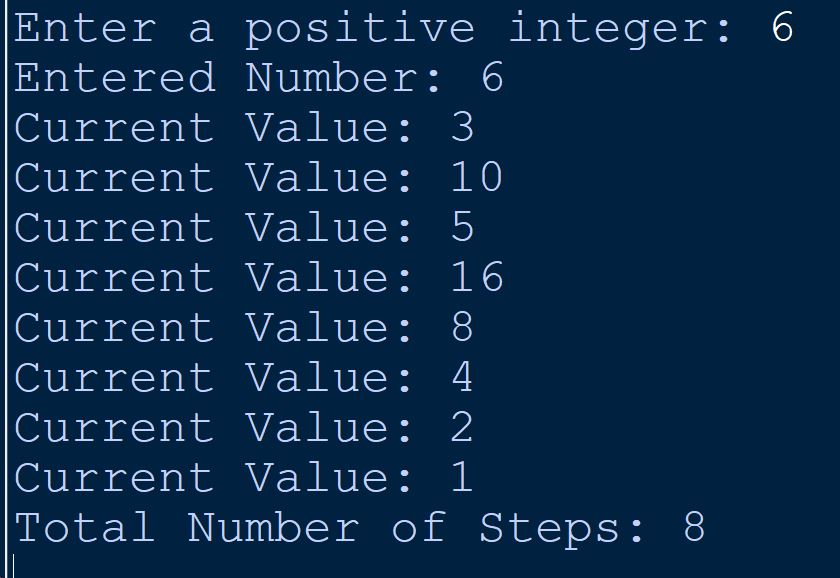 Enter a positive integer: 6
Entered Number: 6
Current Value: 3
Current Value: 10
Current Value: 5
Current Value: 16
Current Value: 8
Current Value: 4
Current Value: 2
Current Value: 1
Total Number of Steps: 8